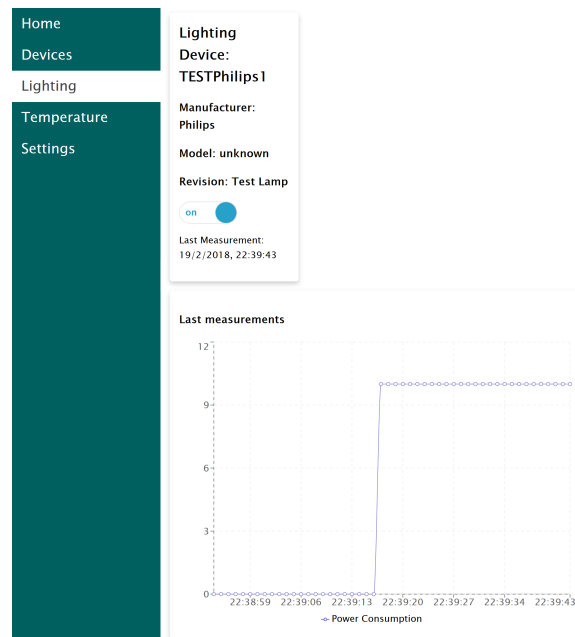 Home
Devices
Lighting
Temperature
Settings
Lighting
Device:
TESTPhilips1
Manufacturer:
Philips
Model: unknown
Revision: Test Lamp
on
Last Measurement:
19/2/2018, 22:39:43
Last measurements
12
9
6
3
0
22:38:59 22:39:06 22:39:13 22:39:20 22:39:27 22:39:34 22:39:43
Power Consumption